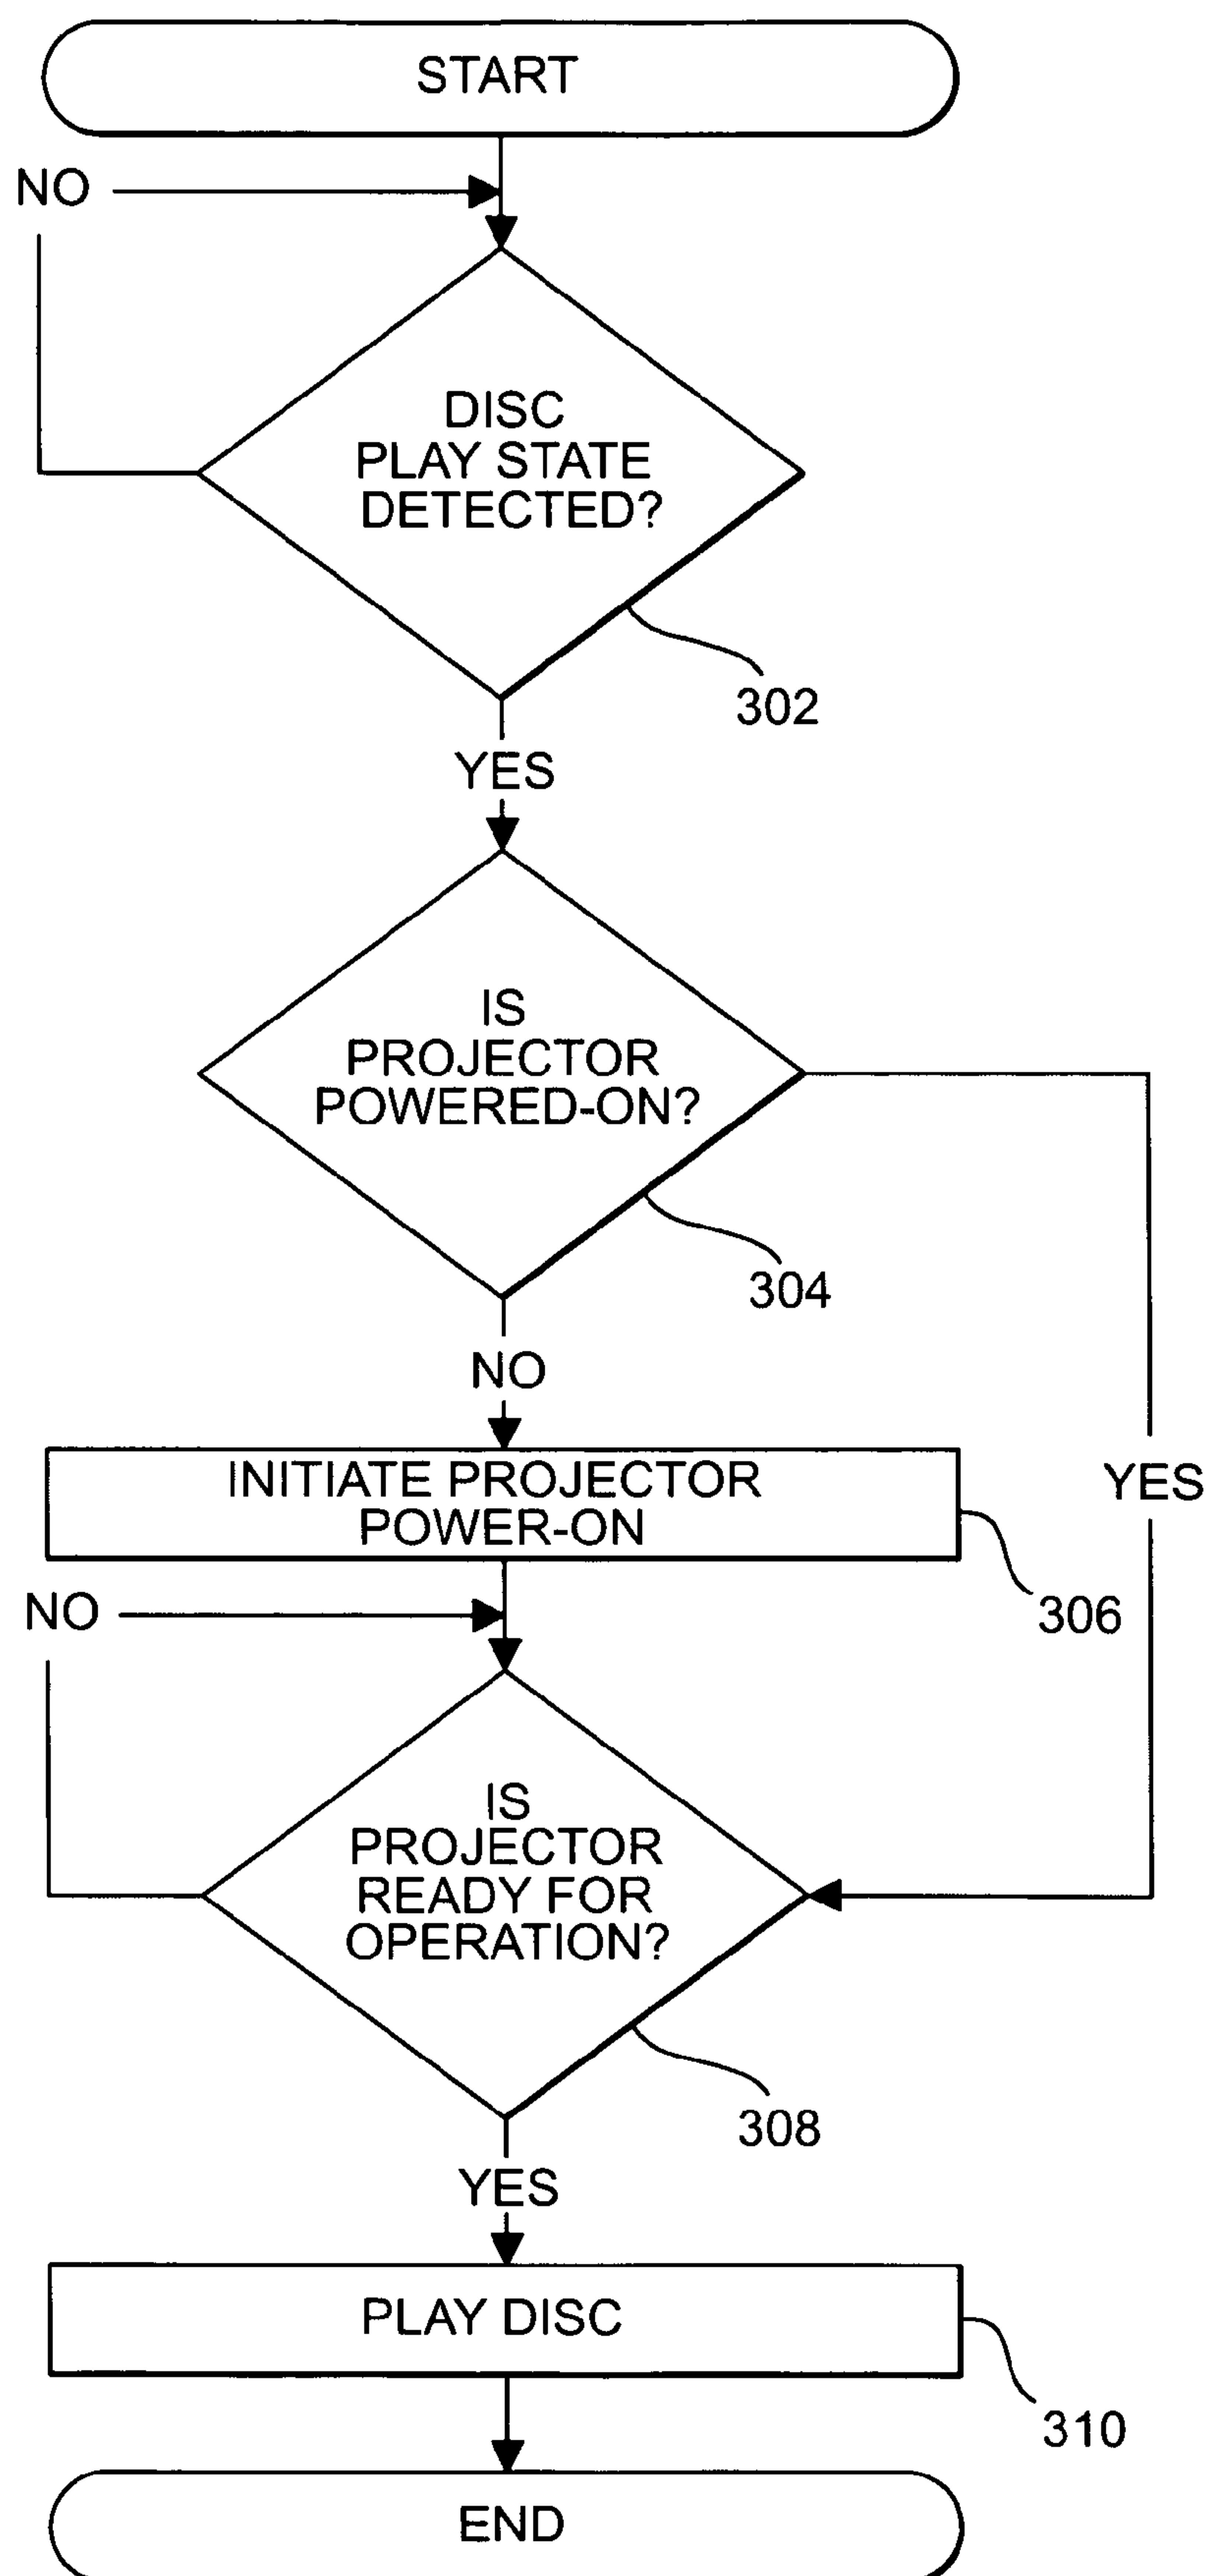 START
NO
DISC
PLAY STATE
DETECTED?
302
YES
IS
PROJECTOR
POWERED-ON?
304
NO
INITIATE PROJECTOR
POWER-ON
YES
306
NO
IS
PROJECTOR
READY FOR
OPERATION?
308
YES
PLAY DISC
310
END